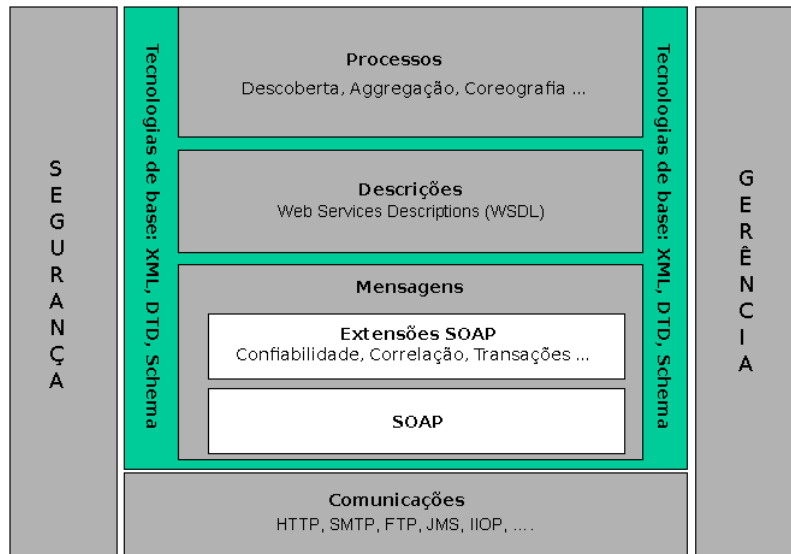 SEGURANÇA
Tecnologias de base: XML, DTD, Schema
Processos
Descoberta, Aggregação, Coreografia ...
Descrições
Web Services Descriptions (WSDL)
Mensagens
Extensões SOAP
Confiabilidade, Correlação, Transações ...
SOAP
Tecnologias de base: XML, DTD, Schema
GERÊNCIA
Comunicações
HTTP, SMTP, FTP, JMS, IIOP, ....